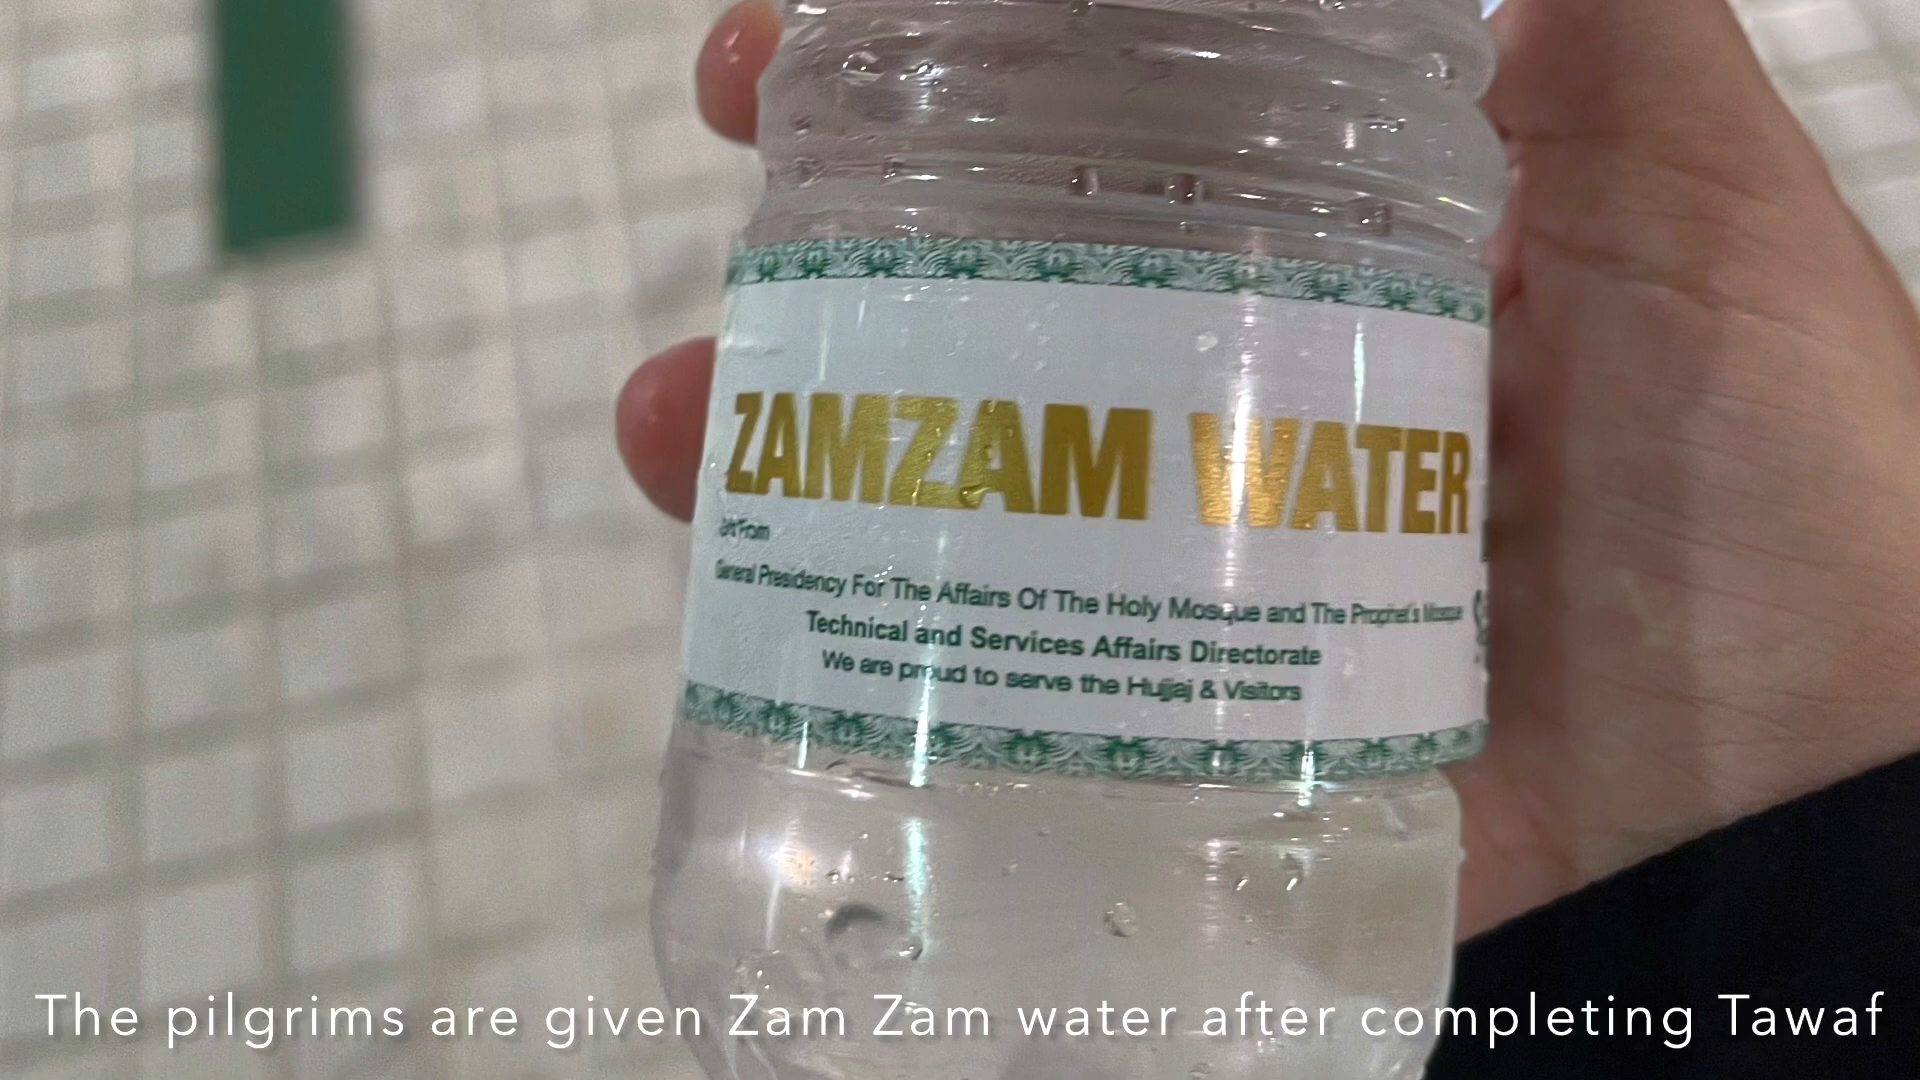 ZAMZAM WATER
General Presidency For The Affairs Of The Holy Mosque and The Prophet's Mosque
Technical and Services Affairs Directorate
We are proud to serve the Hujjaj & Visitors
The pilgrims are given Zam Zam water after completing Tawaf